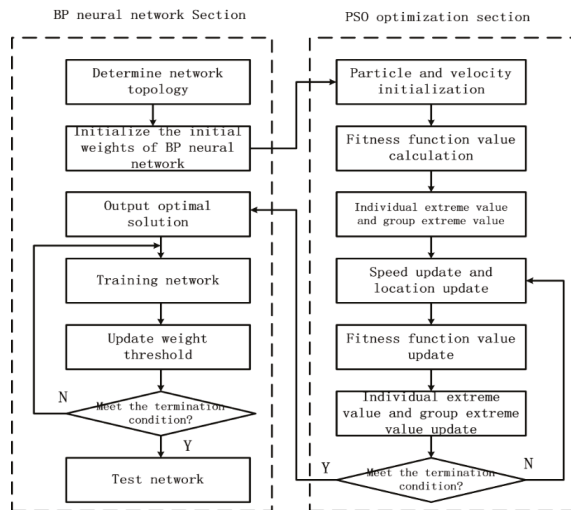 BP neural network Section
Determine network
topology
Initialize the initial
weights of BP neural
network
Output optimal
solution
Training network
Update weight
threshold
N
Meet the termination
condition?
Y
Test network
PSO optimization section
Particle and velocity
initialization
Fitness function value
calculation
Individual extreme value
and group extreme value
Speed update and
location update
Fitness function value
update
Individual extreme
value and group extreme
value update
Y
Meet the termination
condition?
N